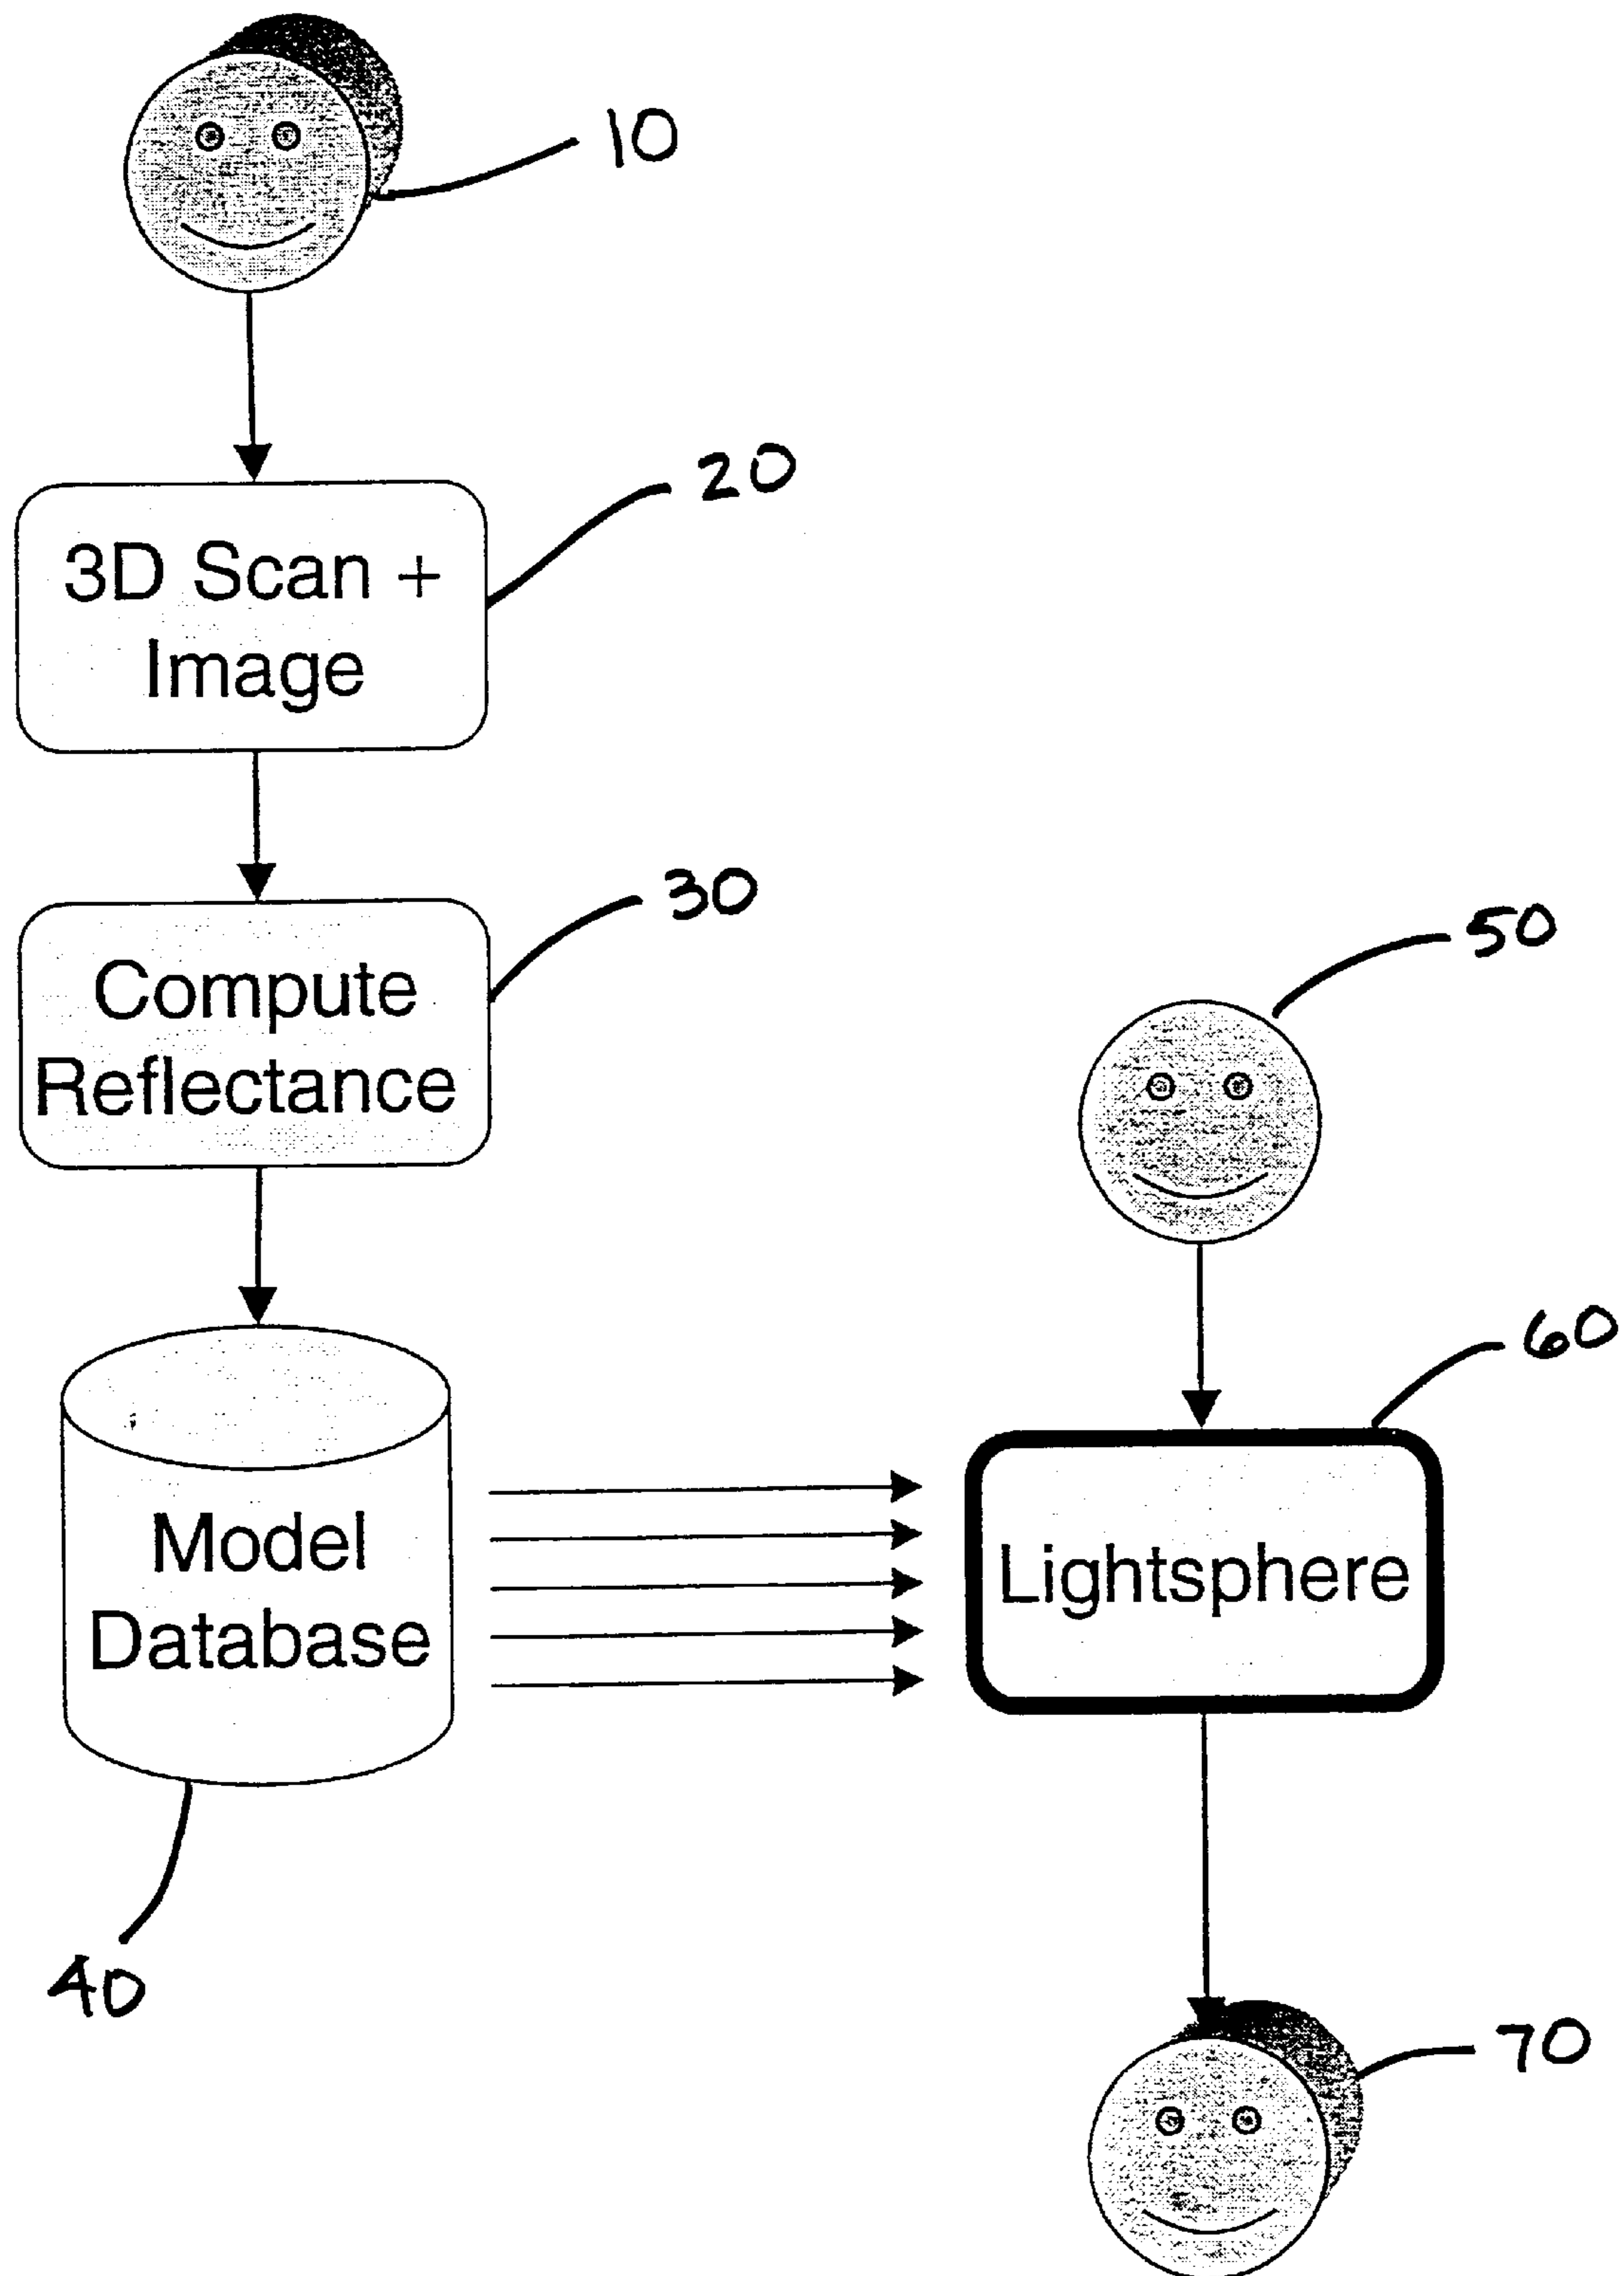 10
20
3D Scan +
Image
30
Compute
Reflectance
50
60
Model
Database
Lightsphere
40
70